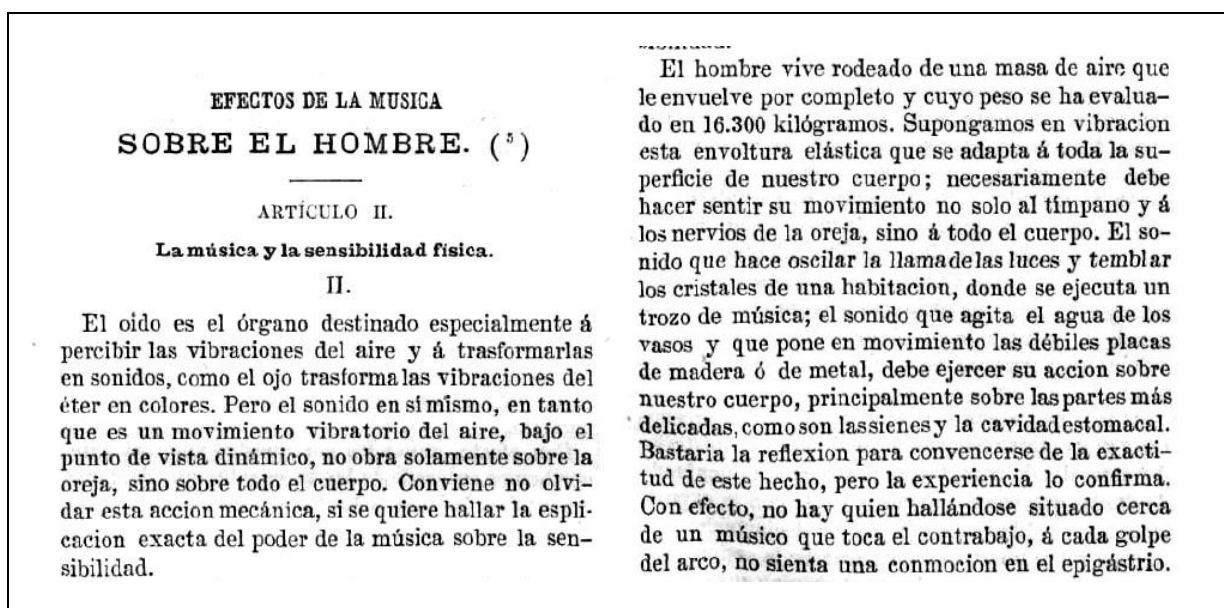 EFECTOS DE LA MUSICA
SOBRE EL HOMBRE. (⁵)
ARTÍCULO II.
La música y la sensibilidad física.
II.
El oido es el órgano destinado especialmente á
percibir las vibraciones del aire y á trasformarlas
en sonidos, como el ojo trasforma las vibraciones del
éter en colores. Pero el sonido en si mismo, en tanto
que es un movimiento vibratorio del aire, bajo el
punto de vista dinámico, no obra solamente sobre la
oreja, sino sobre todo el cuerpo. Conviene no olvi-
dar esta accion mecánica, si se quiere hallar la espli-
cacion exacta del poder de la música sobre la sen-
sibilidad.
El hombre vive rodeado de una masa de aire que
le envuelve por completo y cuyo peso se ha evalua-
do en 16.300 kilógramos. Supongamos en vibracion
esta envoltura elástica que se adapta á toda la su-
perficie de nuestro cuerpo; necesariamente debe
hacer sentir su movimiento no solo al tímpano y á
los nervios de la oreja, sino á todo el cuerpo. El so-
nido que hace oscilar la llama de las luces y temblar
los cristales de una habitacion, donde se ejecuta un
trozo de música; el sonido que agita el agua de los
vasos y que pone en movimiento las débiles placas
de madera ó de metal, debe ejercer su accion sobre
nuestro cuerpo, principalmente sobre las partes más
delicadas, como son las sienes y la cavidad estomacal.
Bastaria la reflexion para convencerse de la exacti-
tud de este hecho, pero la experiencia lo confirma.
Con efecto, no hay quien hallándose situado cerca
de un músico que toca el contrabajo, á cada golpe
del arco, no sienta una conmocion en el epigástrio.